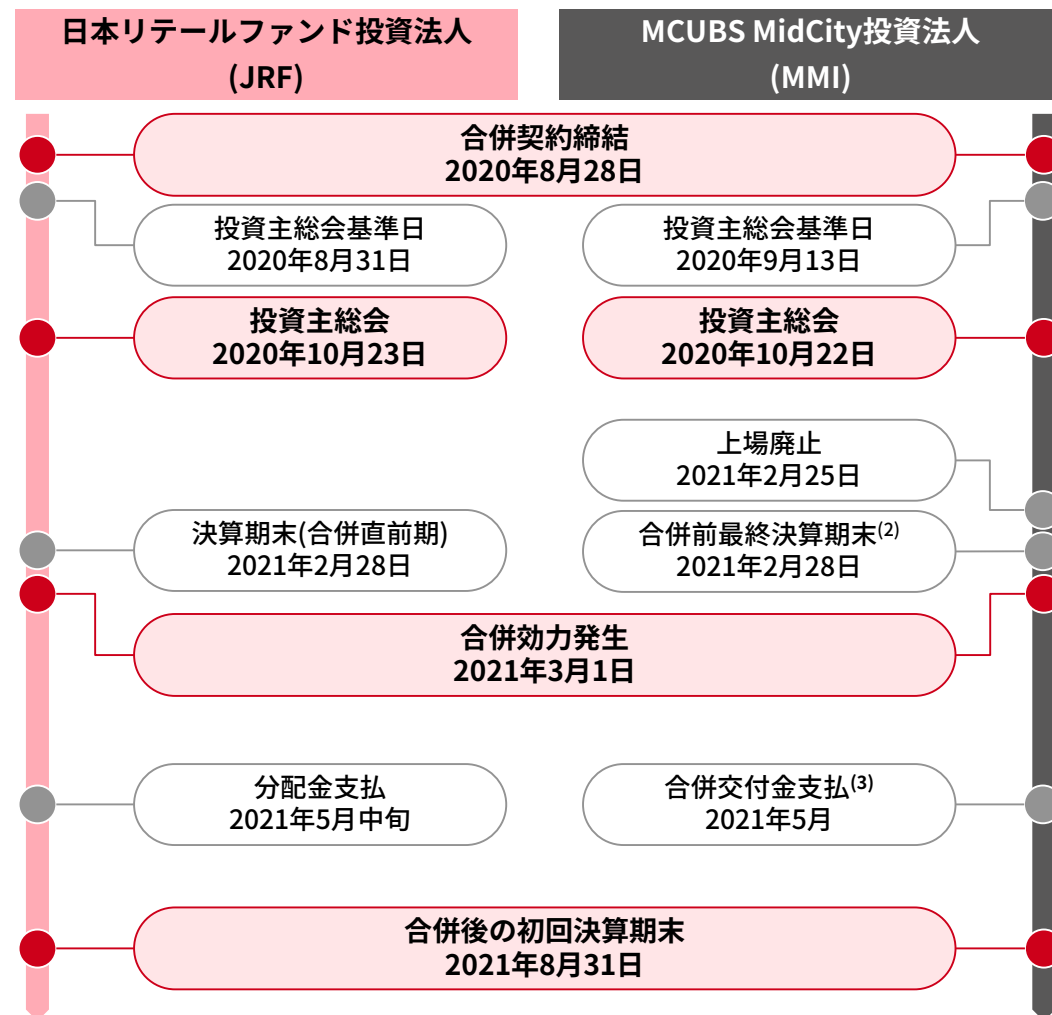 日本リテールファンド投資法人
(JRF)
MCUBS MidCity投資法人
(MMI)
合併契約締結
2020年8月28日
投資主総会基準日
2020年8月31日
投資主総会基準日
2020年9月13日
投資主総会
2020年10月23日
投資主総会
2020年10月22日
上場廃止
2021年2月25日
決算期末(合併直前期)
2021年2月28日
合併前最終決算期末(2)
2021年2月28日
合併効力発生
2021年3月1日
分配金支払
2021年5月中旬
合併交付金支払(3)
2021年5月
合併後の初回決算期末
2021年8月31日